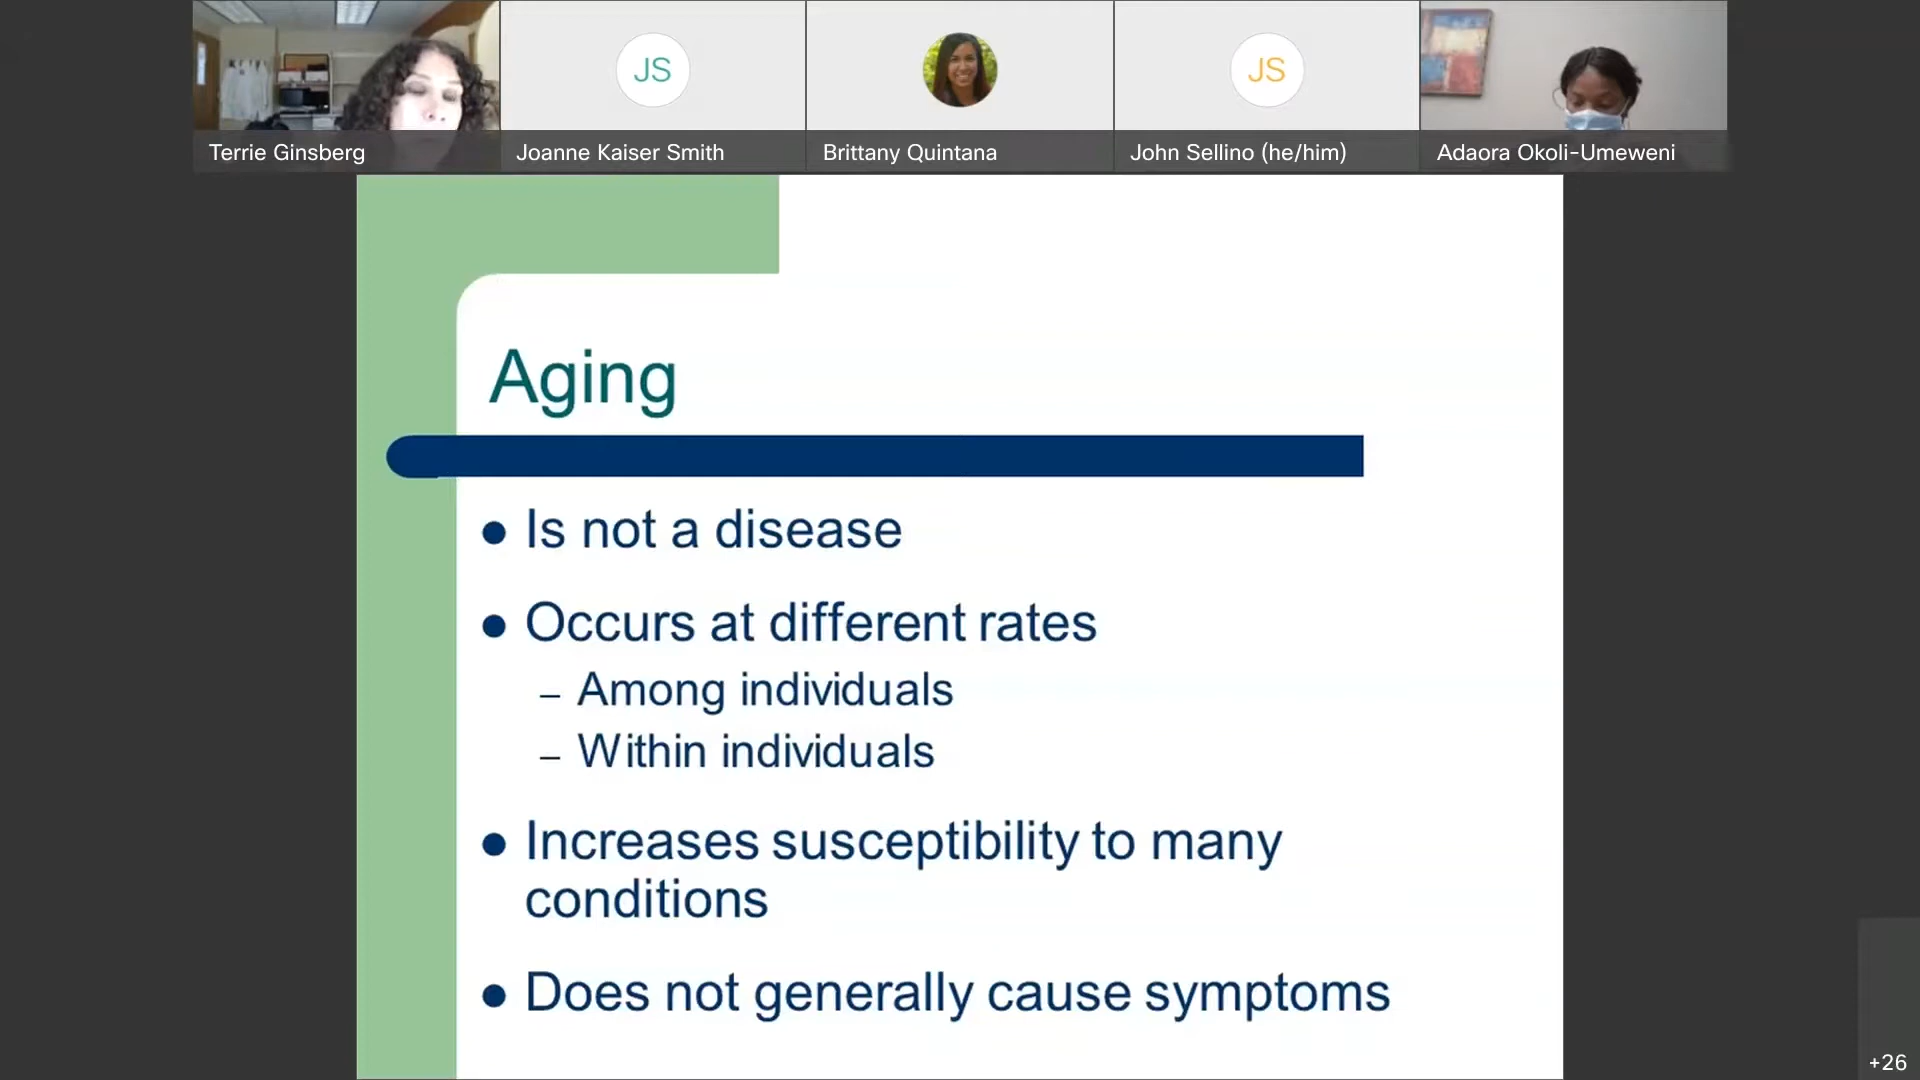 JS
JS
Terrie Ginsberg
Joanne Kaiser Smith
Brittany Quintana
John Sellino (he/him)
Adaora Okoli-Umeweni
Aging
● Is not a disease
● Occurs at different rates
– Among individuals
– Within individuals
● Increases susceptibility to many
conditions
● Does not generally cause symptoms
+26